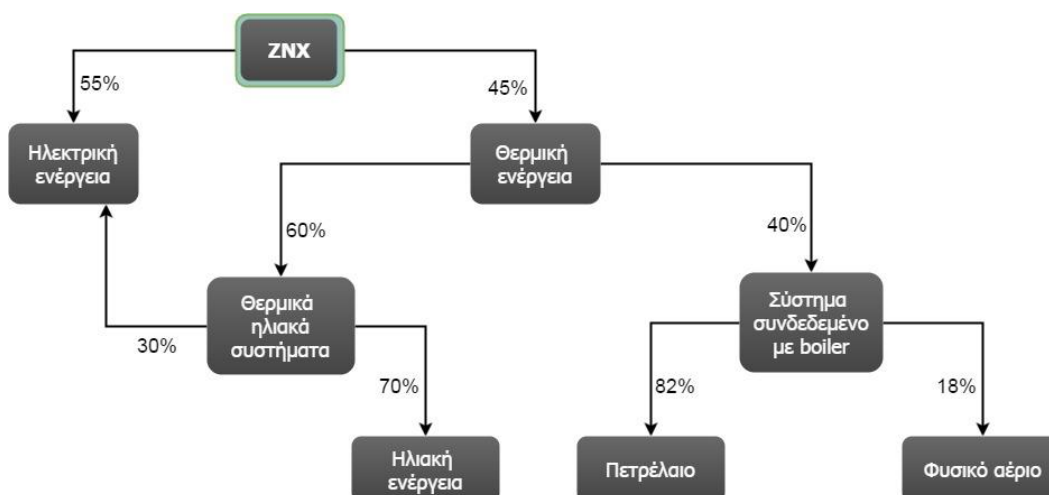 ΖΝΧ
55%
45%
Ηλεκτρική
ενέργεια
Θερμική
ενέργεια
60%
40%
Θερμικά
ηλιακά
συστήματα
Σύστημα
συνδεδεμένο
με boiler
30%
70%
82%
18%
Ηλιακή
ενέργεια
Πετρέλαιο
Φυσικό αέριο